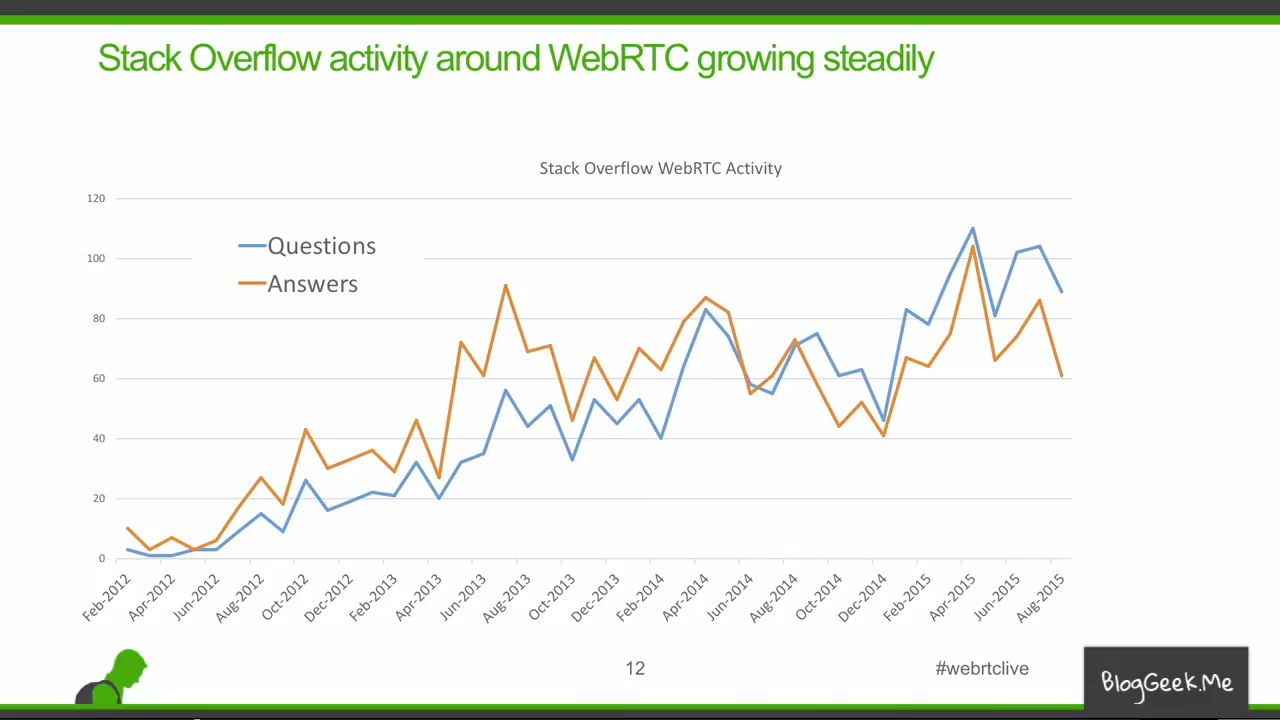 Stack Overflow activity around WebRTC growing steadily
Stack Overflow WebRTC Activity
120
100
80
60
40
20
0
Questions
Answers
Feb-2012
Apr-2012
Jun-2012
Aug-2012
Oct-2012
Dec-2012
Feb-2013
Apr-2013
Jun-2013
Aug-2013
Oct-2013
Dec-2013
Feb-2014
Apr-2014
Jun-2014
Aug-2014
Oct-2014
Dec-2014
Feb-2015
Apr-2015
Jun-2015
Aug-2015
12
#webrtclive
BlogGeek.Me